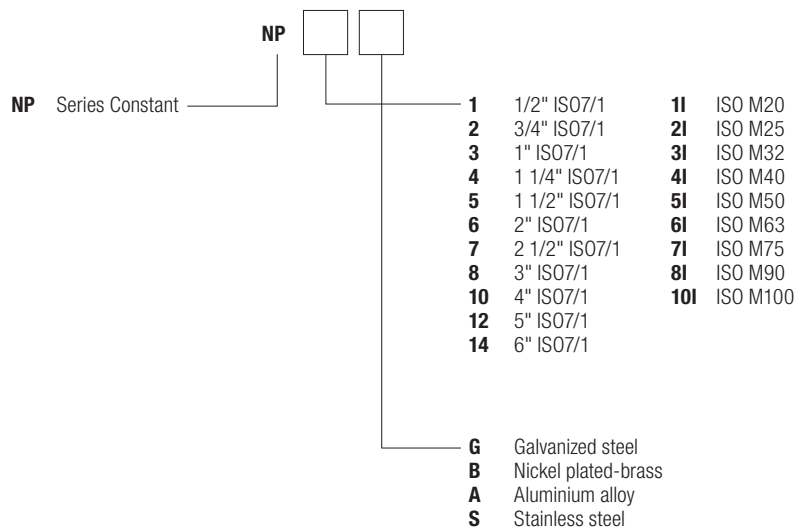 NP
NP Series Constant
1 1/2" ISO7/1 1I ISO M20
2 3/4" ISO7/1 2I ISO M25
3 1" ISO7/1 3I ISO M32
4 1 1/4" ISO7/1 4I ISO M40
5 1 1/2" ISO7/1 5I ISO M50
6 2" ISO7/1 6I ISO M63
7 2 1/2" ISO7/1 7I ISO M75
8 3" ISO7/1 8I ISO M90
10 4" ISO7/1 10I ISO M100
12 5" ISO7/1
14 6" ISO7/1
G Galvanized steel
B Nickel plated-brass
A Aluminium alloy
S Stainless steel